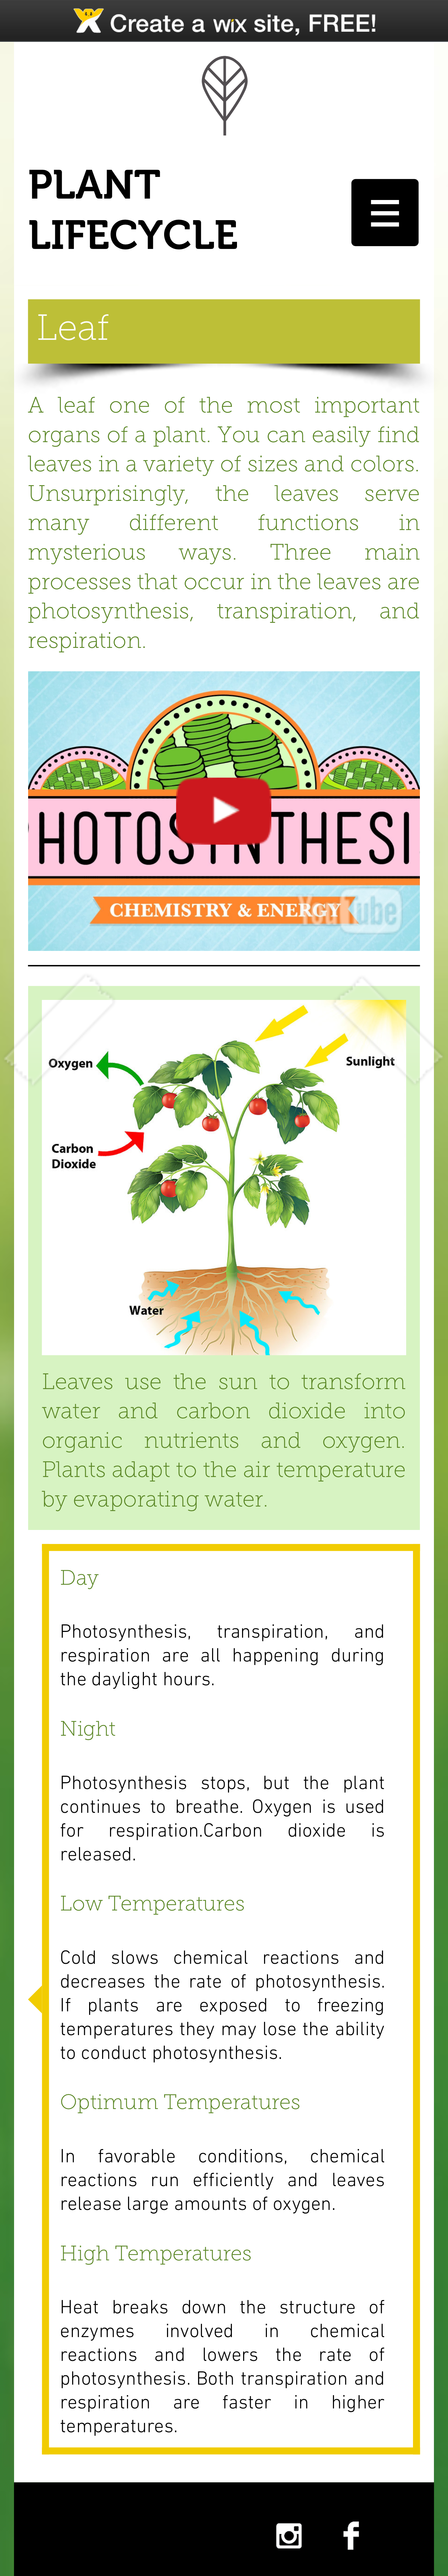 Create a wix site, FREE!
PLANT
LIFECYCLE
Leaf
A leaf one of the most important
organs of a plant. You can easily find
leaves in a variety of sizes and colors.
Unsurprisingly, the leaves serve
many different functions in
mysterious ways. Three main
processes that occur in the leaves are
photosynthesis, transpiration, and
respiration.
HOTOSYNTHESI
CHEMISTRY & ENERGY
YouTube
Oxygen
Sunlight
Carbon
Dioxide
Water
Leaves use the sun to transform
water and carbon dioxide into
organic nutrients and oxygen.
Plants adapt to the air temperature
by evaporating water.
Day
Photosynthesis, transpiration, and
respiration are all happening during
the daylight hours.
Night
Photosynthesis stops, but the plant
continues to breathe. Oxygen is used
for respiration.Carbon dioxide is
released.
Low Temperatures
Cold slows chemical reactions and
decreases the rate of photosynthesis.
If plants are exposed to freezing
temperatures they may lose the ability
to conduct photosynthesis.
Optimum Temperatures
In favorable conditions, chemical
reactions run efficiently and leaves
release large amounts of oxygen.
High Temperatures
Heat breaks down the structure of
enzymes involved in chemical
reactions and lowers the rate of
photosynthesis. Both transpiration and
respiration are faster in higher
temperatures.